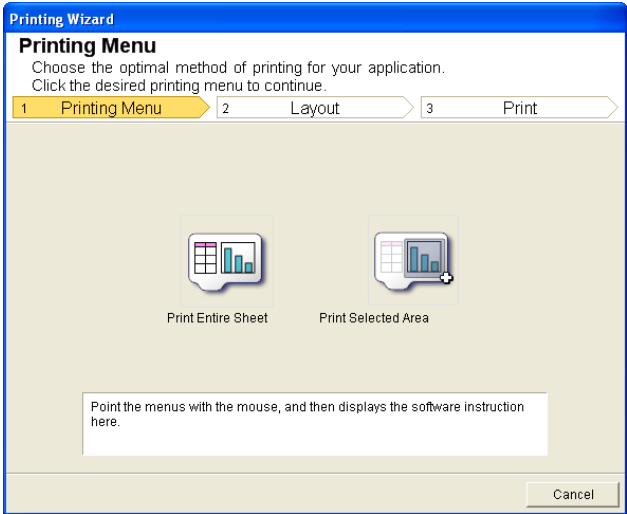 Printing Wizard
Printing Menu
Choose the optimal method of printing for your application.
Click the desired printing menu to continue.
1 Printing Menu 2 Layout 3 Print
Print Entire Sheet Print Selected Area
Point the menus with the mouse, and then displays the software instruction
here.
Cancel